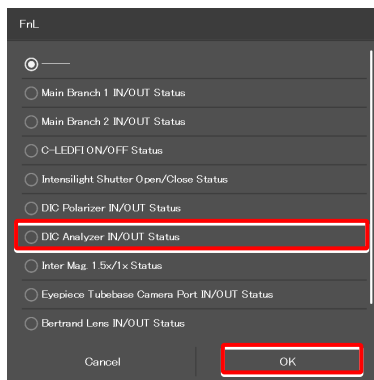 FnL
———
Main Branch 1 IN/OUT Status
Main Branch 2 IN/OUT Status
C-LEDFI ON/OFF Status
Intensilight Shutter Open/Close Status
DIC Polarizer IN/OUT Status
DIC Analyzer IN/OUT Status
Inter Mag. 1.5x/1x Status
Eyepiece Tubebase Camera Port IN/OUT Status
Bertrand Lens IN/OUT Status
Cancel OK